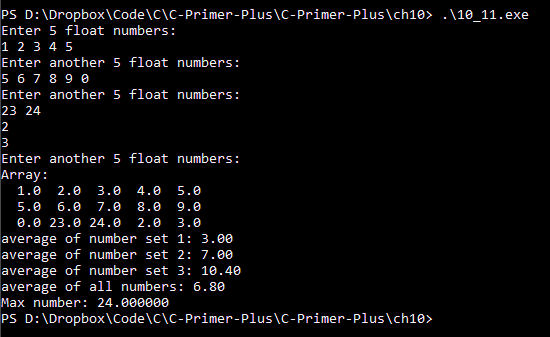 PS D:\Dropbox\Code\C\C-Primer-Plus\C-Primer-Plus\ch10> .\10_11.exe
Enter 5 float numbers:
1 2 3 4 5
Enter another 5 float numbers:
5 6 7 8 9 0
Enter another 5 float numbers:
23 24
2
3
Enter another 5 float numbers:
Array:
  1.0  2.0  3.0  4.0  5.0
  5.0  6.0  7.0  8.0  9.0
  0.0 23.0 24.0  2.0  3.0
average of number set 1: 3.00
average of number set 2: 7.00
average of number set 3: 10.40
average of all numbers: 6.80
Max number: 24.000000
PS D:\Dropbox\Code\C\C-Primer-Plus\C-Primer-Plus\ch10>